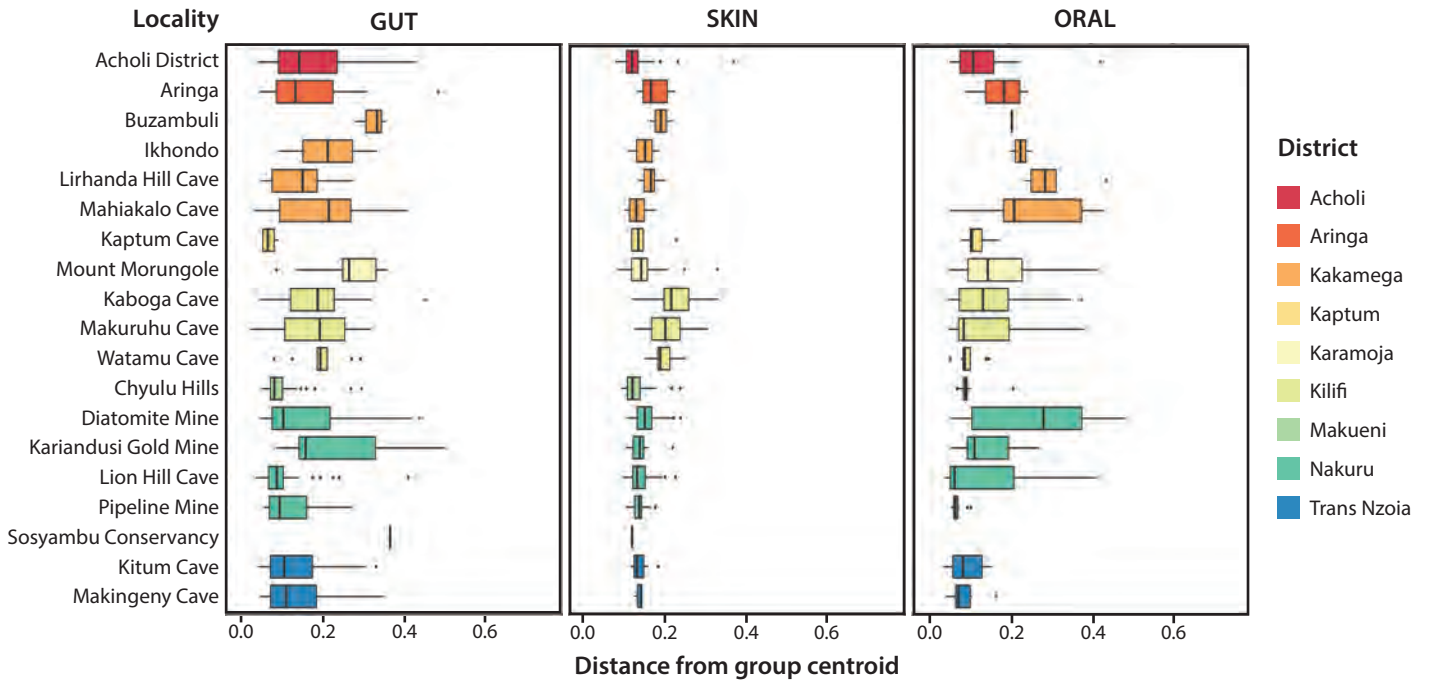 Locality
GUT
SKIN
ORAL
Acholi District
Aringa
Buzambuli
Ikhondo
Lirhanda Hill Cave
Mahiakalo Cave
Kaptum Cave
Mount Morungole
Kaboga Cave
Makuruhu Cave
Watamu Cave
Chyulu Hills
Diatomite Mine
Kariandusi Gold Mine
Lion Hill Cave
Pipeline Mine
Sosyambu Conservancy
Kitum Cave
Makingeny Cave
0.0 0.2 0.4 0.6
0.0 0.2 0.4 0.6
0.0 0.2 0.4 0.6
Distance from group centroid
District
Acholi
Aringa
Kakamega
Kaptum
Karamoja
Kilifi
Makueni
Nakuru
Trans Nzoia